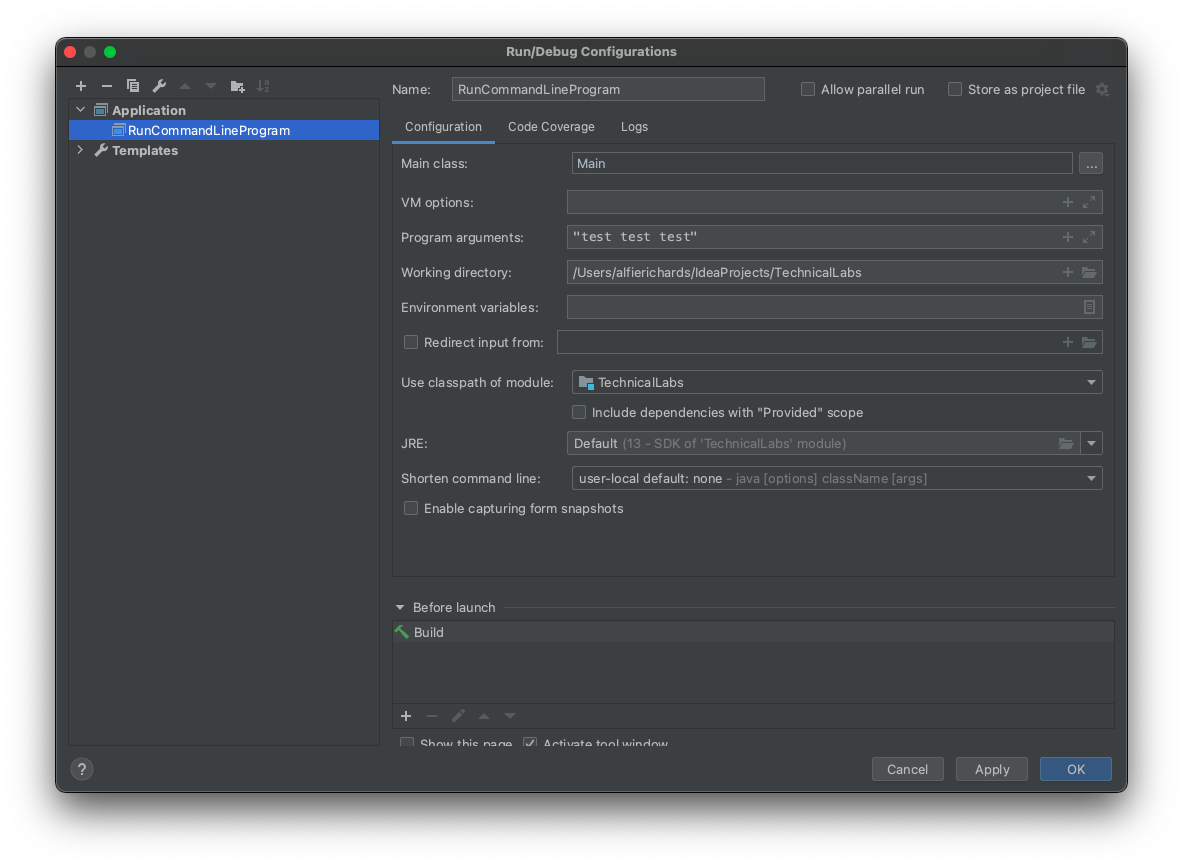 Run/Debug Configurations
Application
RunCommandLineProgram
Templates
Name: RunCommandLineProgram Allow parallel run Store as project file
Configuration Code Coverage Logs
Main class: Main ...
VM options:
Program arguments: "test test test"
Working directory: /Users/alfierichards/IdeaProjects/TechnicalLabs
Environment variables:
Redirect input from:
Use classpath of module: TechnicalLabs
Include dependencies with "Provided" scope
JRE: Default (13 - SDK of 'TechnicalLabs' module)
Shorten command line: user-local default: none - java [options] className [args]
Enable capturing form snapshots
Before launch
Build
Show this page Activate tool window
? Cancel Apply OK